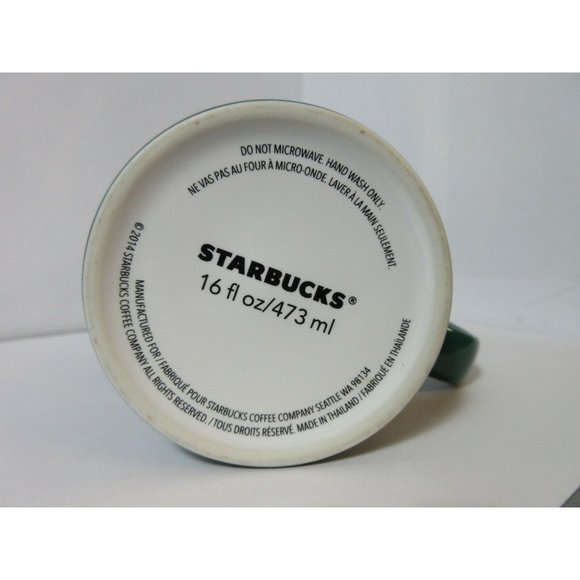 DO NOT MICROWAVE. HAND WASH ONLY.
NE VAS PAS AU FOUR À MICRO-ONDE. LAVER À LA MAIN SEULEMENT.
STARBUCKS®
16 fl oz/473 ml
© 2014 STARBUCKS COFFEE COMPANY ALL RIGHTS RESERVED. / TOUS DROITS RÉSERVÉ. MADE IN THAILAND / FABRIQUÉ EN THAÏLANDE
MANUFACTURED FOR / FABRIQUÉ POUR STARBUCKS COFFEE COMPANY SEATTLE WA 98134